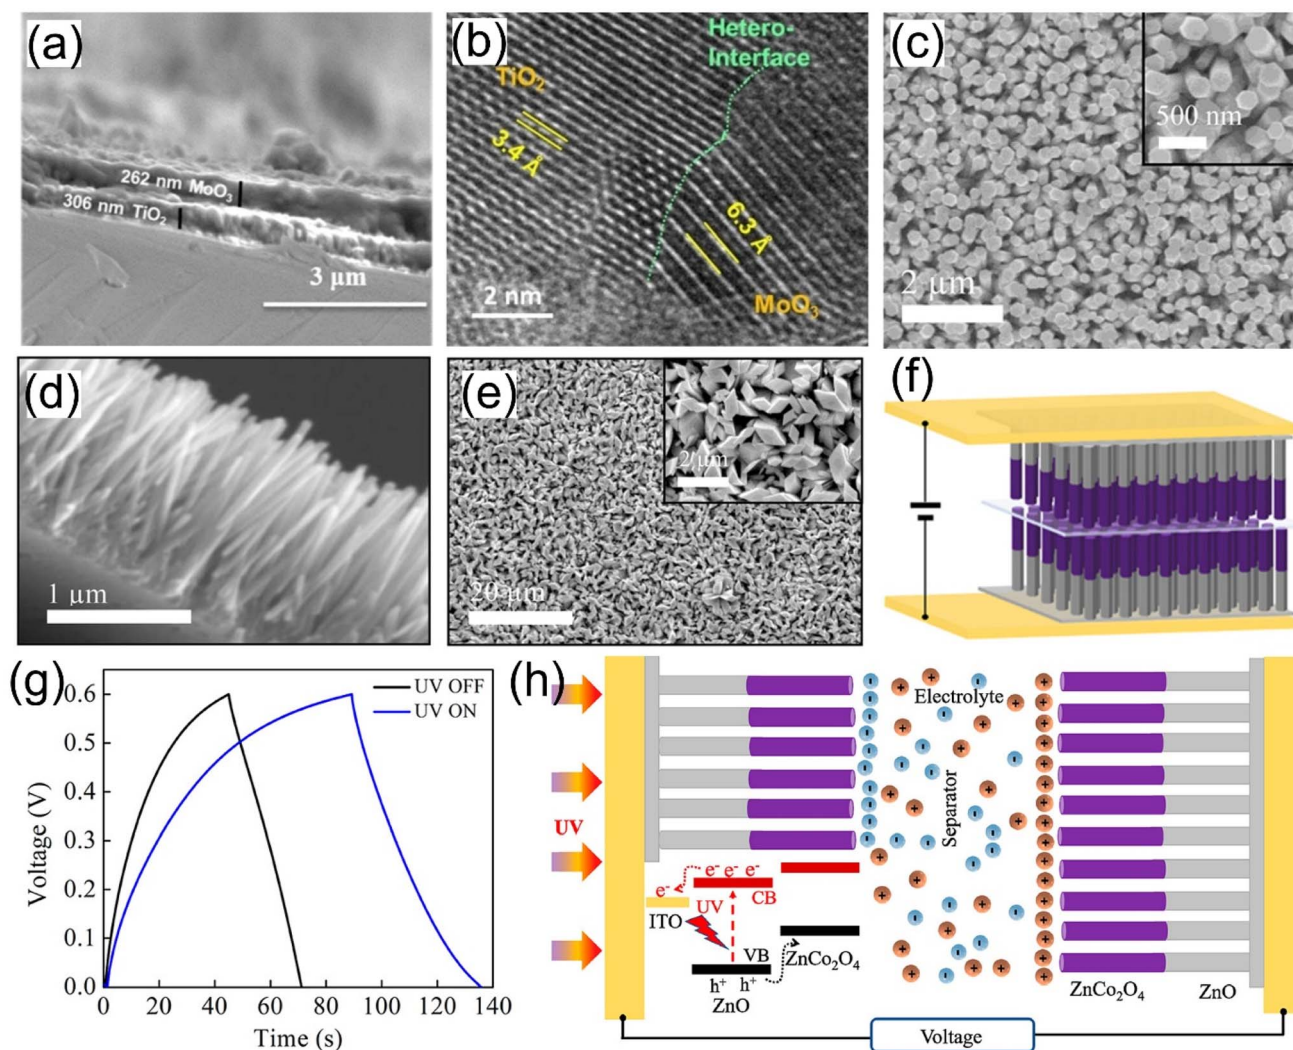 (a)
262 nm MoO₃
306 nm TiO₂
3 µm
(b)
Hetero-
Interface
TiO₂
3.4 Å
6.3 Å
2 nm
MoO₃
(c)
500 nm
2 µm
(d)
1 µm
(e)
2 µm
20 µm
(f)
(g)
UV OFF
UV ON
Voltage (V)
0.6
0.5
0.4
0.3
0.2
0.1
0.0
0 20 40 60 80 100 120 140
Time (s)
(h)
UV
Electrolyte
Separator
e⁻ e⁻ e⁻
e⁻
CB
UV
ITO
VB
h⁺ h⁺
ZnO
ZnCo₂O₄
ZnCo₂O₄
ZnO
Voltage